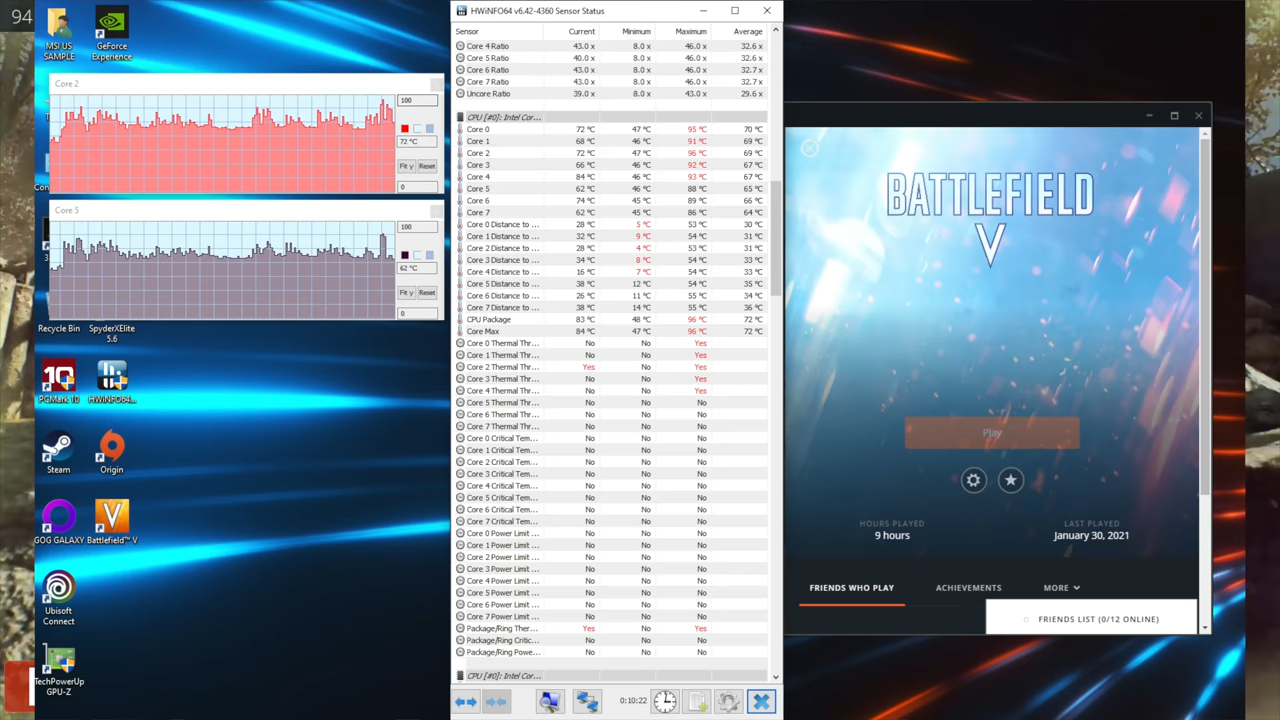 94
MSI US
SAMPLE
GeForce
Experience
Core 2
100
72 °C
Fit y Reset
0
Core 5
100
62 °C
Fit y Reset
0
Recycle Bin
SpyderXElite
5.6
PCMark 10
HWiNFO64...
Steam
Origin
GOG GALAXY
Battlefield™ V
Ubisoft
Connect
TechPowerUp
GPU-Z
HWiNFO64 v6.42-4360 Sensor Status
Sensor Current Minimum Maximum Average
Core 4 Ratio 43.0 x 8.0 x 46.0 x 32.6 x
Core 5 Ratio 40.0 x 8.0 x 46.0 x 32.6 x
Core 6 Ratio 43.0 x 8.0 x 46.0 x 32.7 x
Core 7 Ratio 43.0 x 8.0 x 46.0 x 32.7 x
Uncore Ratio 39.0 x 8.0 x 43.0 x 29.6 x
CPU [#0]: Intel Cor...
Core 0 72 °C 47 °C 95 °C 70 °C
Core 1 68 °C 46 °C 91 °C 69 °C
Core 2 72 °C 47 °C 96 °C 69 °C
Core 3 66 °C 46 °C 92 °C 67 °C
Core 4 84 °C 46 °C 93 °C 67 °C
Core 5 62 °C 46 °C 88 °C 65 °C
Core 6 74 °C 45 °C 89 °C 66 °C
Core 7 62 °C 45 °C 86 °C 64 °C
Core 0 Distance to ... 28 °C 5 °C 53 °C 30 °C
Core 1 Distance to ... 32 °C 9 °C 54 °C 31 °C
Core 2 Distance to ... 28 °C 4 °C 53 °C 31 °C
Core 3 Distance to ... 34 °C 8 °C 54 °C 33 °C
Core 4 Distance to ... 16 °C 7 °C 54 °C 33 °C
Core 5 Distance to ... 38 °C 12 °C 54 °C 35 °C
Core 6 Distance to ... 26 °C 11 °C 55 °C 34 °C
Core 7 Distance to ... 38 °C 14 °C 55 °C 36 °C
CPU Package 83 °C 48 °C 96 °C 72 °C
Core Max 84 °C 47 °C 96 °C 72 °C
Core 0 Thermal Thr... No No Yes
Core 1 Thermal Thr... No No Yes
Core 2 Thermal Thr... Yes No Yes
Core 3 Thermal Thr... No No Yes
Core 4 Thermal Thr... No No Yes
Core 5 Thermal Thr... No No No
Core 6 Thermal Thr... No No No
Core 7 Thermal Thr... No No No
Core 0 Critical Tem... No No No
Core 1 Critical Tem... No No No
Core 2 Critical Tem... No No No
Core 3 Critical Tem... No No No
Core 4 Critical Tem... No No No
Core 5 Critical Tem... No No No
Core 6 Critical Tem... No No No
Core 7 Critical Tem... No No No
Core 0 Power Limit ... No No No
Core 1 Power Limit ... No No No
Core 2 Power Limit ... No No No
Core 3 Power Limit ... No No No
Core 4 Power Limit ... No No No
Core 5 Power Limit ... No No No
Core 6 Power Limit ... No No No
Core 7 Power Limit ... No No No
Package/Ring Ther... Yes No Yes
Package/Ring Critic... No No No
Package/Ring Powe... No No No
CPU [#0]: Intel Cor...
0:10:22
BATTLEFIELD
V
Play
HOURS PLAYED
9 hours
LAST PLAYED
January 30, 2021
FRIENDS WHO PLAY
ACHIEVEMENTS
MORE
FRIENDS LIST (0/12 ONLINE)